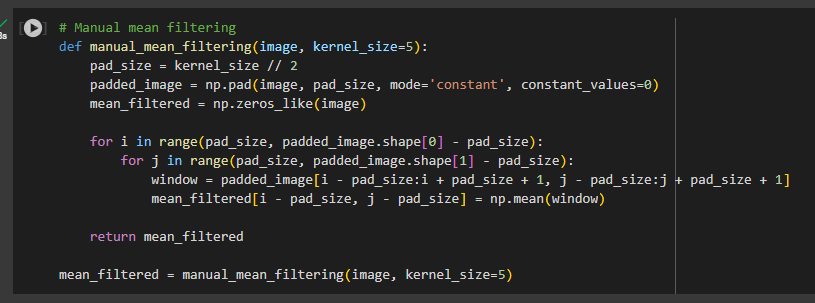 # Manual mean filtering
def manual_mean_filtering(image, kernel_size=5):
    pad_size = kernel_size // 2
    padded_image = np.pad(image, pad_size, mode='constant', constant_values=0)
    mean_filtered = np.zeros_like(image)

    for i in range(pad_size, padded_image.shape[0] - pad_size):
        for j in range(pad_size, padded_image.shape[1] - pad_size):
            window = padded_image[i - pad_size:i + pad_size + 1, j - pad_size:j + pad_size + 1]
            mean_filtered[i - pad_size, j - pad_size] = np.mean(window)

    return mean_filtered

mean_filtered = manual_mean_filtering(image, kernel_size=5)